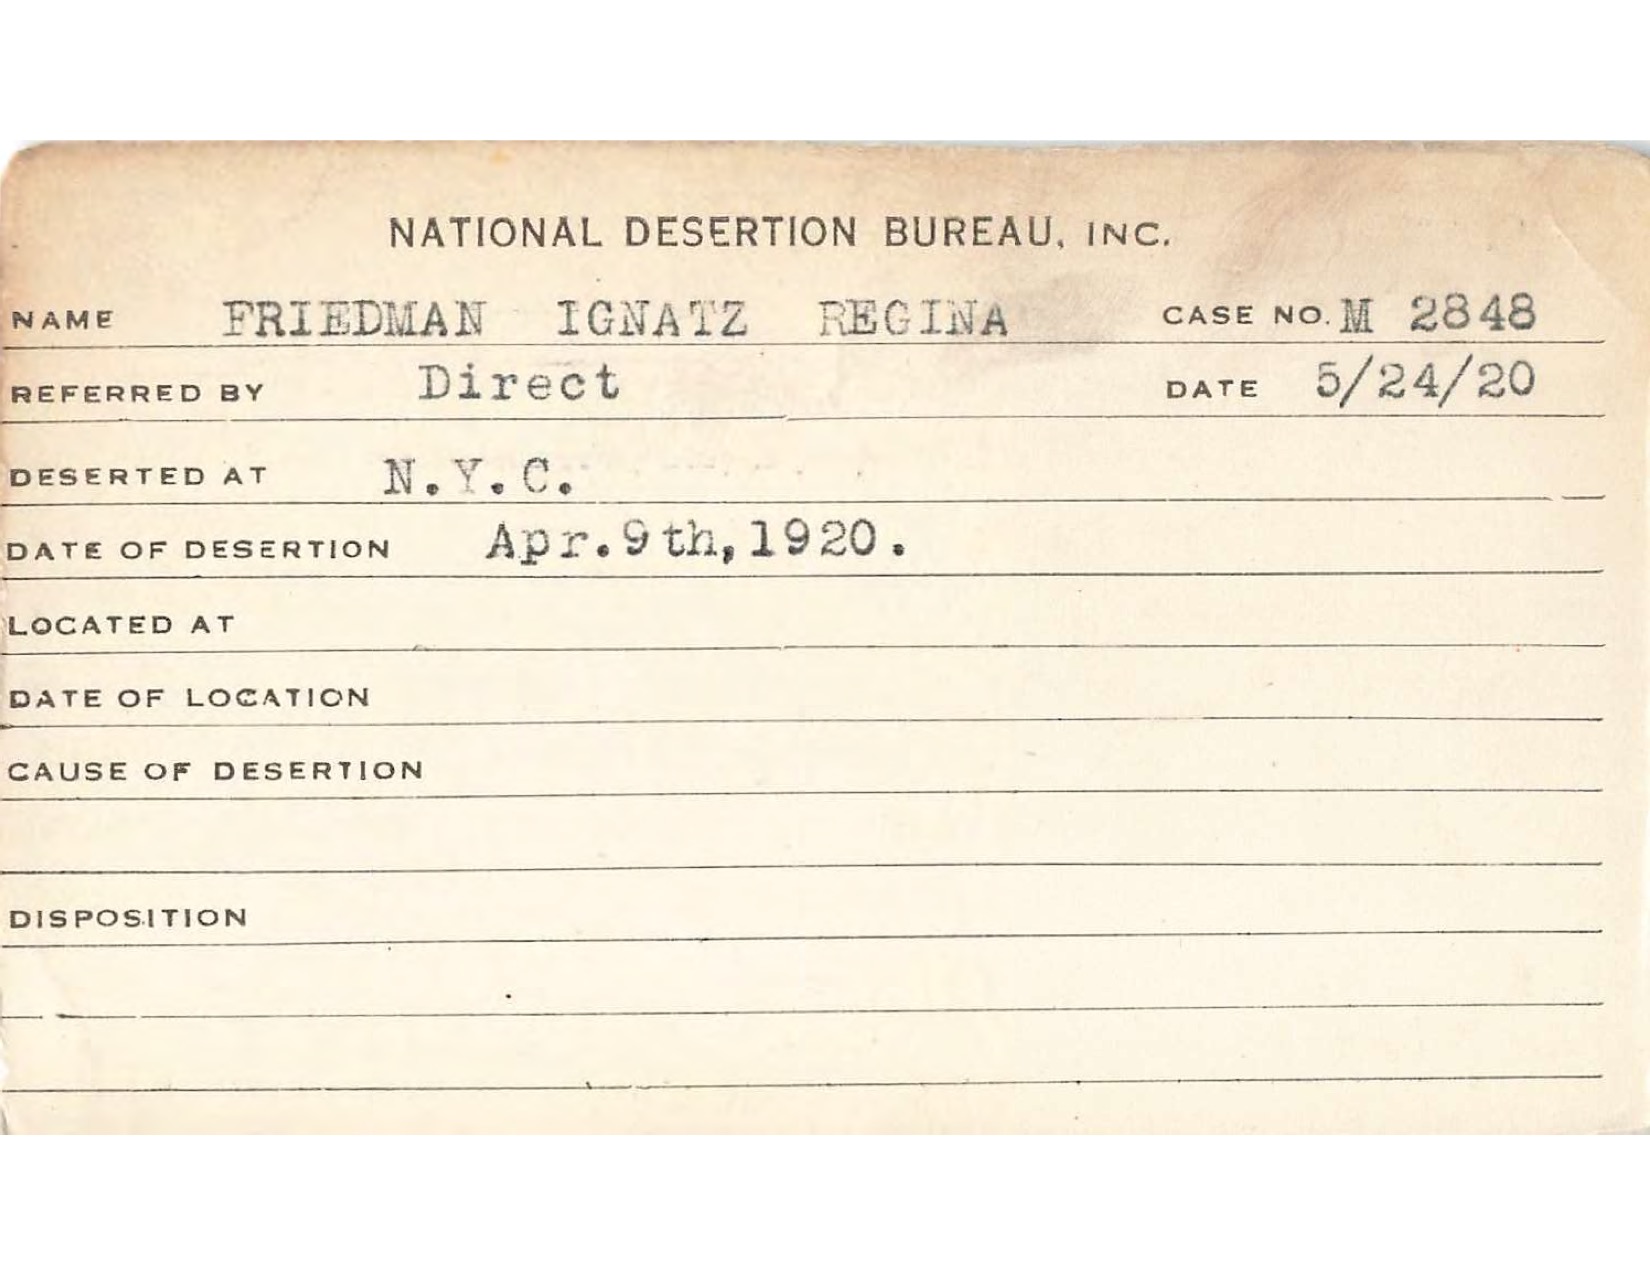 NATIONAL DESERTION BUREAU, INC.
NAME FRIEDMAN IGNATZ REGINA CASE NO. M 2848
REFERRED BY Direct DATE 5/24/20
DESERTED AT N.Y.C.
DATE OF DESERTION Apr.9th,1920.
LOCATED AT
DATE OF LOCATION
CAUSE OF DESERTION
DISPOSITION